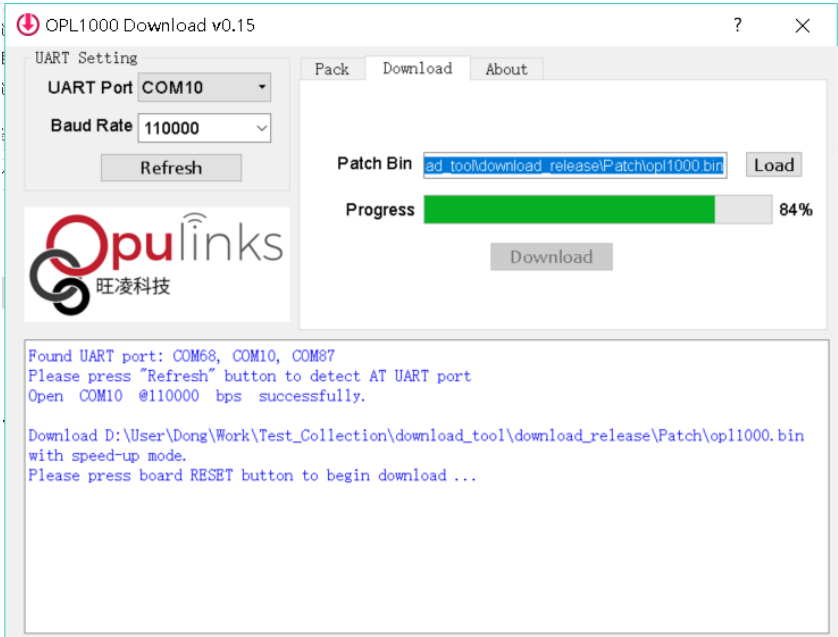 OPL1000 Download v0.15
UART Setting
UART Port COM10
Baud Rate 110000
Refresh
Opulinks
旺凌科技
Pack Download About
Patch Bin ad_tool\download_release\Patch\opl1000.bin Load
Progress 84%
Download
Found UART port: COM68, COM10, COM87
Please press "Refresh" button to detect AT UART port
Open COM10 @110000 bps successfully.
Download D:\User\Dong\Work\Test_Collection\download_tool\download_release\Patch\opl1000.bin
with speed-up mode.
Please press board RESET button to begin download ...